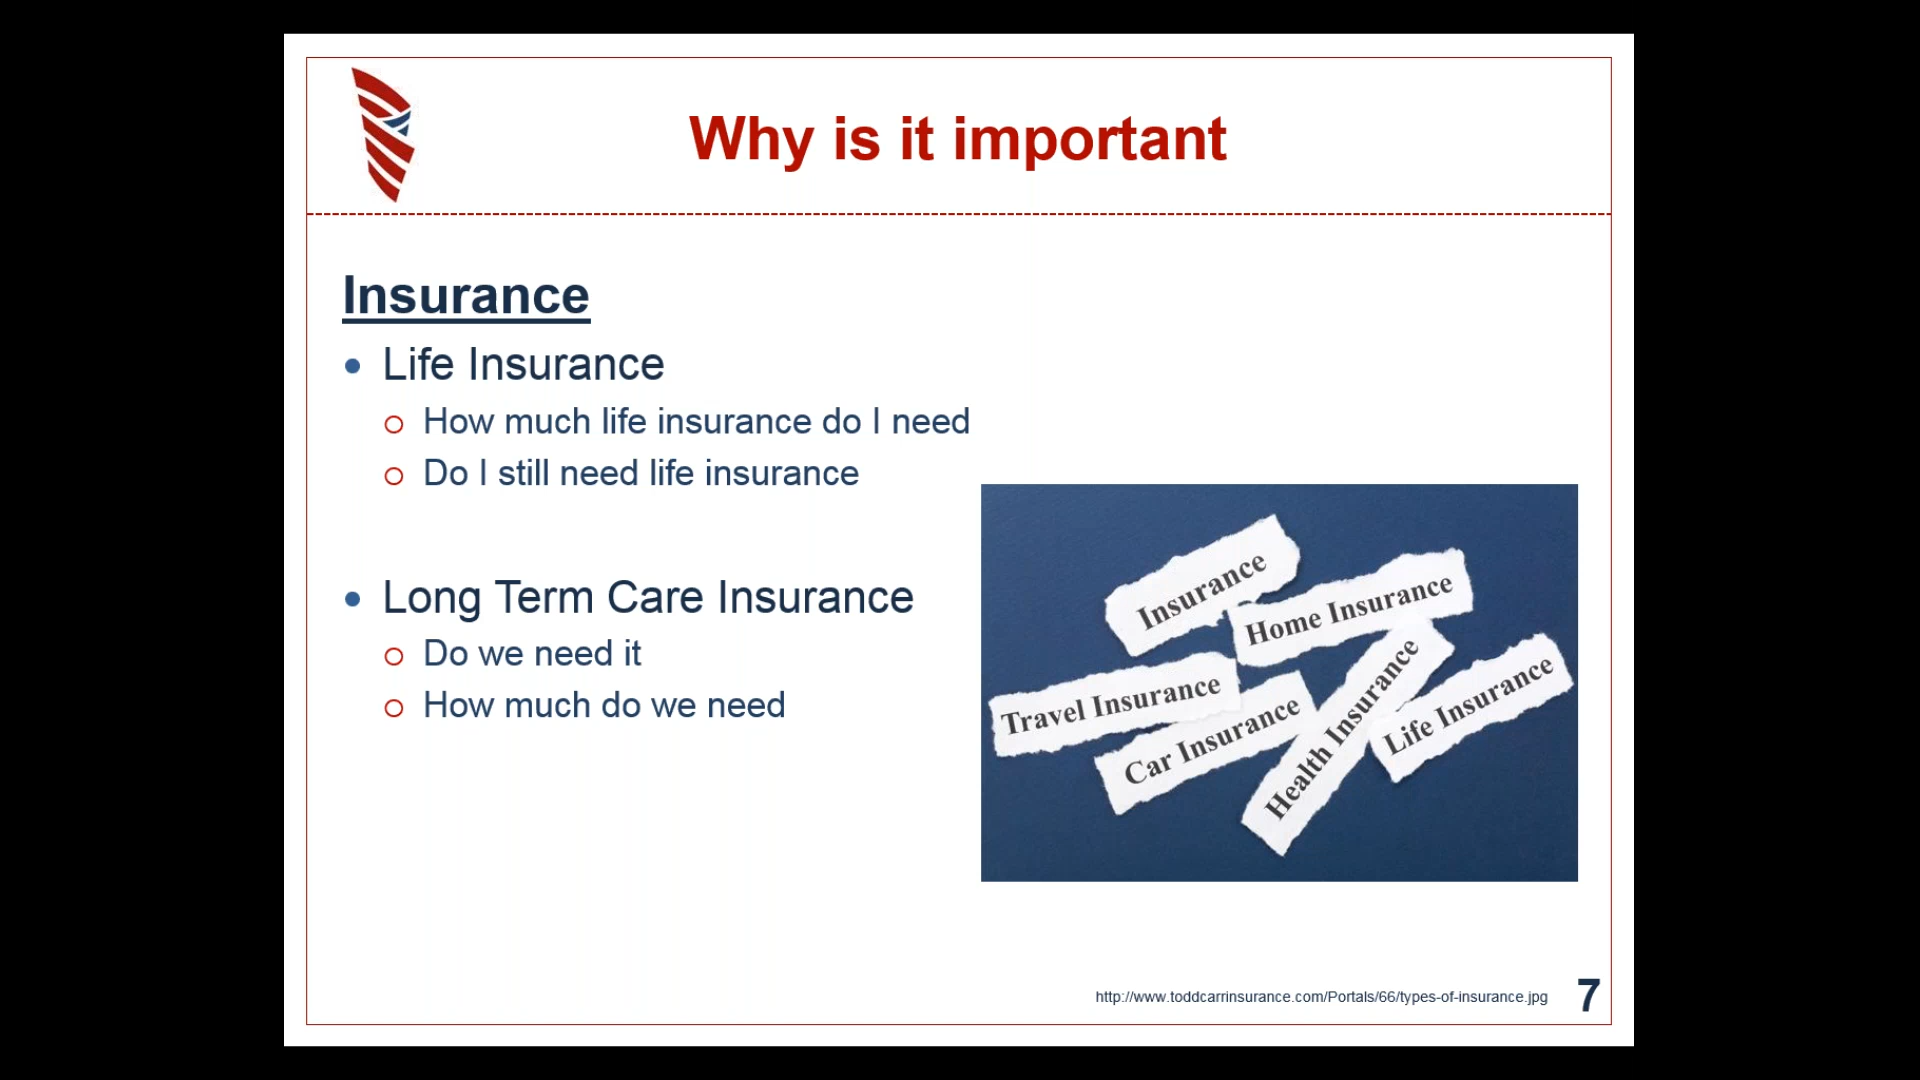 Why is it important
Insurance
Life Insurance
How much life insurance do I need
Do I still need life insurance
Long Term Care Insurance
Do we need it
How much do we need
Insurance
Home Insurance
Travel Insurance
Car Insurance
Health Insurance
Life Insurance
http://www.toddcarrinsurance.com/Portals/66/types-of-insurance.jpg
7